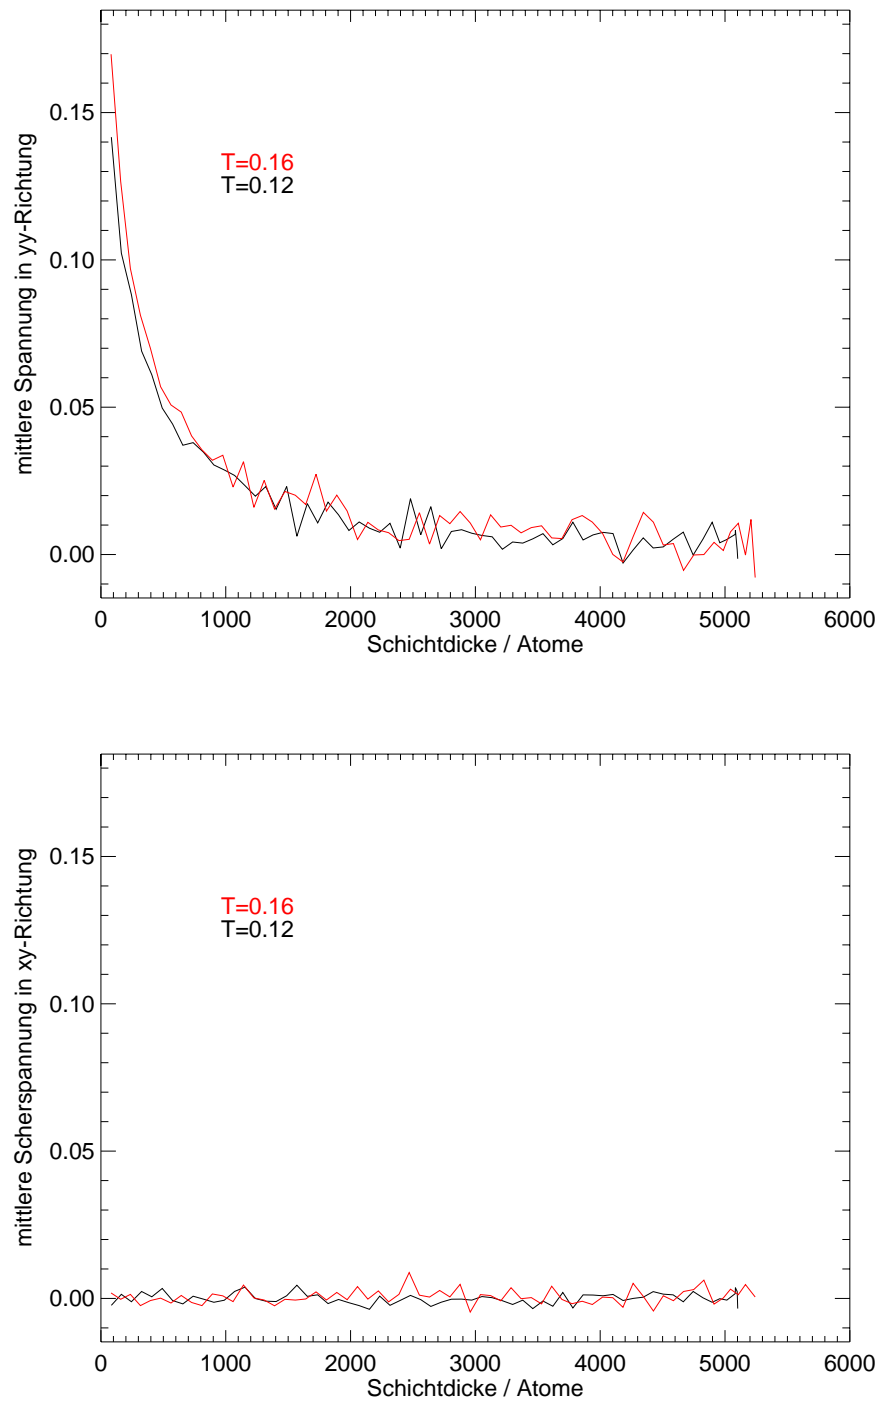 mittlere Spannung in yy-Richtung
0.15
0.10
0.05
0.00
T=0.16
T=0.12
0 1000 2000 3000 4000 5000 6000
Schichtdicke / Atome
mittlere Scherspannung in xy-Richtung
0.15
0.10
0.05
0.00
T=0.16
T=0.12
0 1000 2000 3000 4000 5000 6000
Schichtdicke / Atome